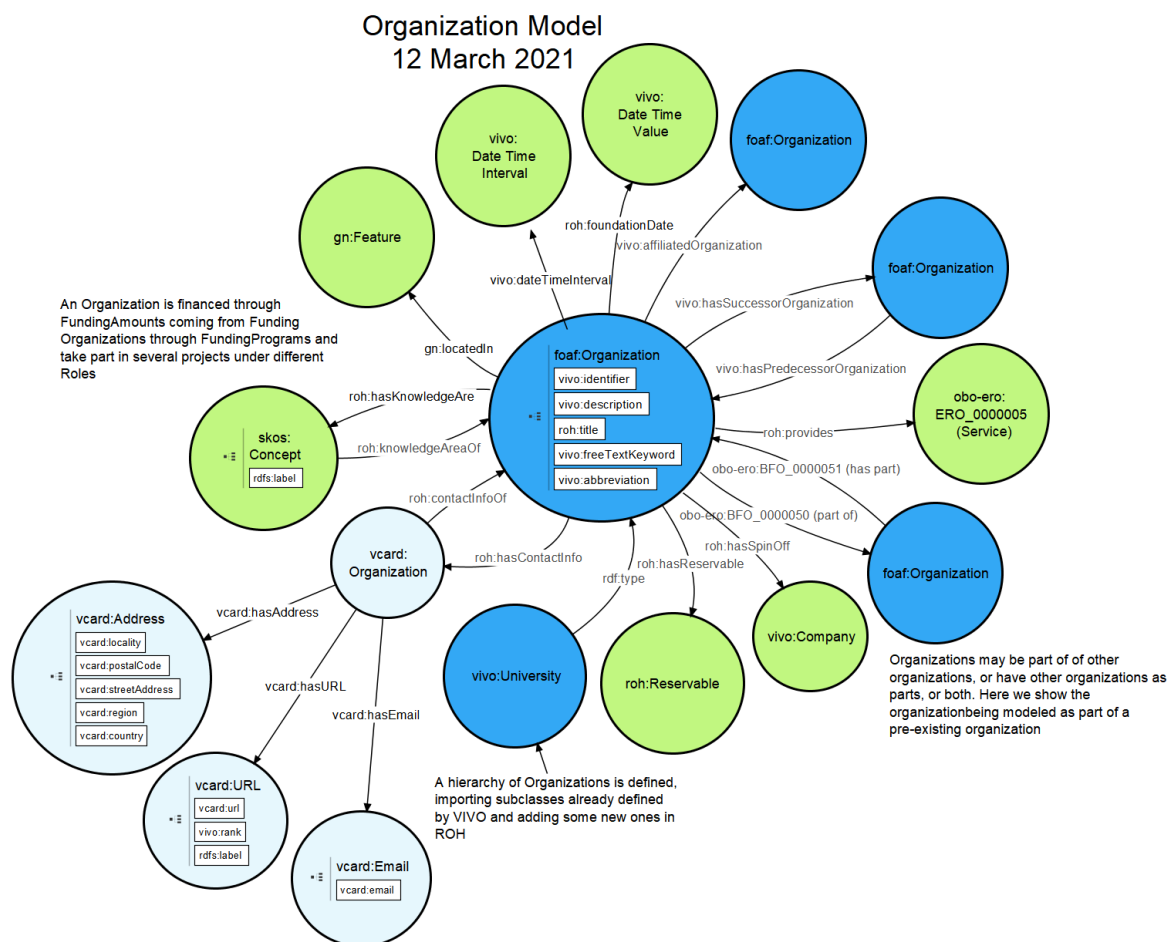 Organization Model
12 March 2021
vivo:
Date Time
Value
vivo:
Date Time
Interval
foaf:Organization
gn:Feature
roh:foundationDate
vivo:affiliatedOrganization
foaf:Organization
vivo:dateTimeInterval
An Organization is financed through
FundingAmounts coming from Funding
Organizations through FundingPrograms and
take part in several projects under different
Roles
vivo:hasSuccessorOrganization
gn:locatedIn
foaf:Organization
vivo:identifier
vivo:description
roh:title
vivo:freeTextKeyword
vivo:abbreviation
vivo:hasPredecessorOrganization
roh:hasKnowledgeAre
obo-ero:
ERO_0000005
(Service)
roh:provides
skos:
Concept
rdfs:label
roh:knowledgeAreaOf
obo-ero:BFO_0000051 (has part)
roh:contactInfoOf
obo-ero:BFO_0000050 (part of)
roh:hasSpinOff
vcard:
Organization
roh:hasContactInfo
roh:hasReservable
rdf:type
foaf:Organization
vcard:hasAddress
vcard:Address
vcard:locality
vcard:postalCode
vcard:streetAddress
vcard:region
vcard:country
vivo:Company
Organizations may be part of of other
organizations, or have other organizations as
parts, or both. Here we show the
organizationbeing modeled as part of a
pre-existing organization
vivo:University
roh:Reservable
vcard:hasURL
vcard:hasEmail
A hierarchy of Organizations is defined,
importing subclasses already defined
by VIVO and adding some new ones in
ROH
vcard:URL
vcard:url
vivo:rank
rdfs:label
vcard:Email
vcard:email